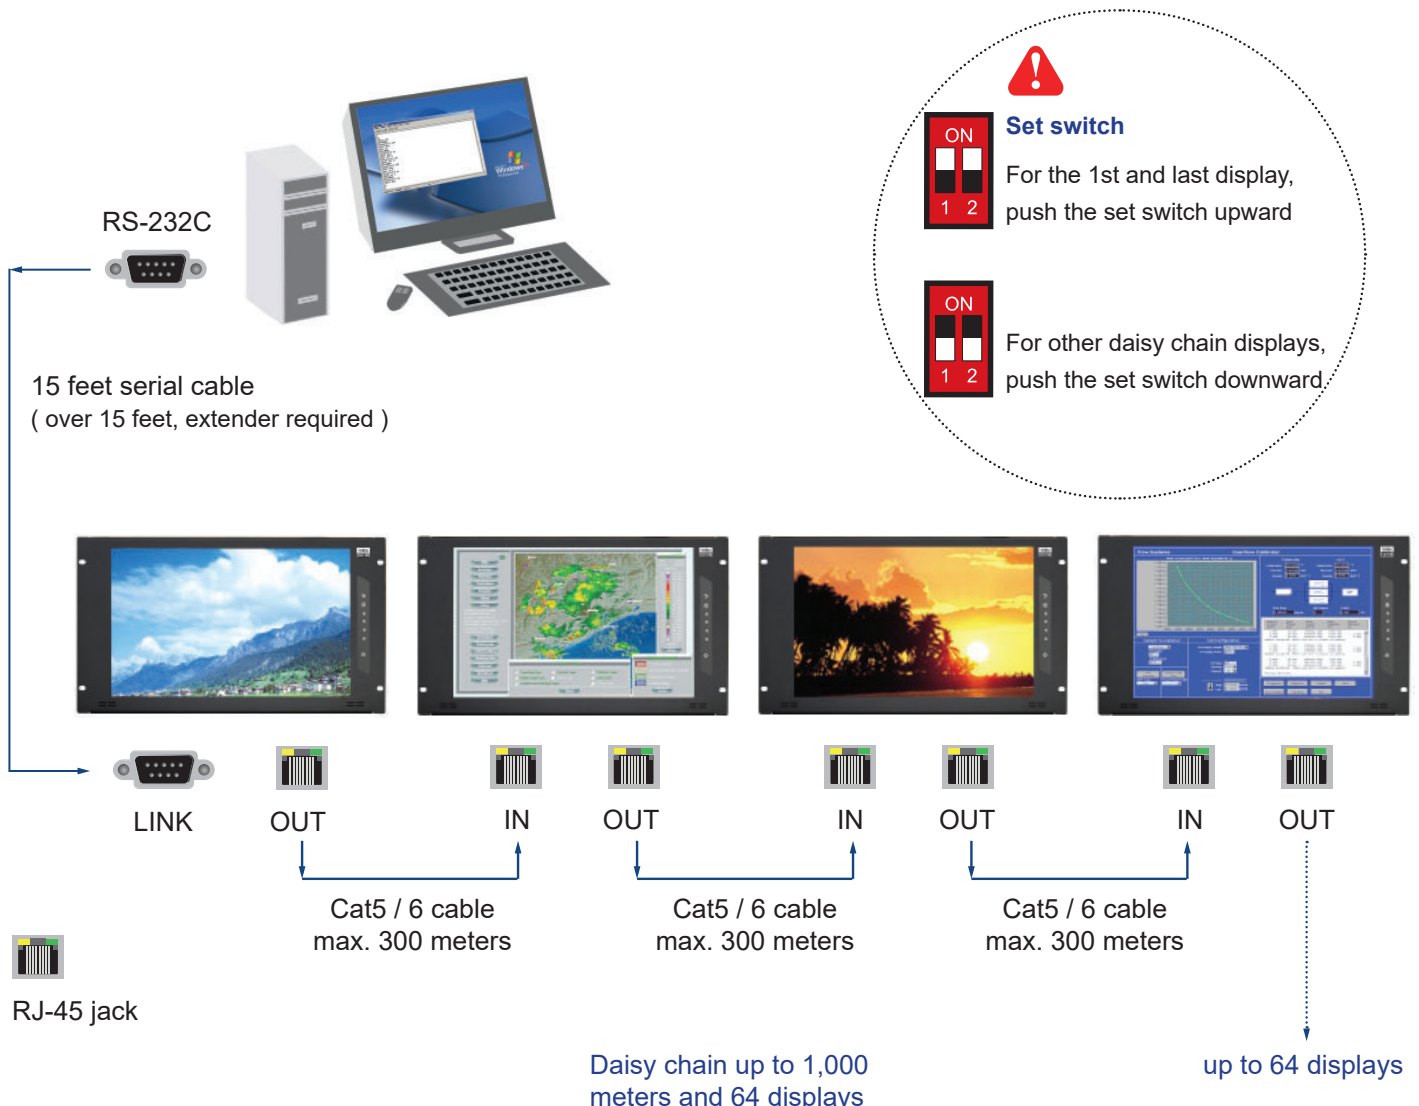 Set switch
ON
1 2
For the 1st and last display,
push the set switch upward
RS-232C
Windows
ON
1 2
For other daisy chain displays,
push the set switch downward
15 feet serial cable
( over 15 feet, extender required )
LINK
OUT
IN
OUT
IN
OUT
IN
OUT
Cat5 / 6 cable
max. 300 meters
Cat5 / 6 cable
max. 300 meters
Cat5 / 6 cable
max. 300 meters
RJ-45 jack
Daisy chain up to 1,000
meters and 64 displays
up to 64 displays